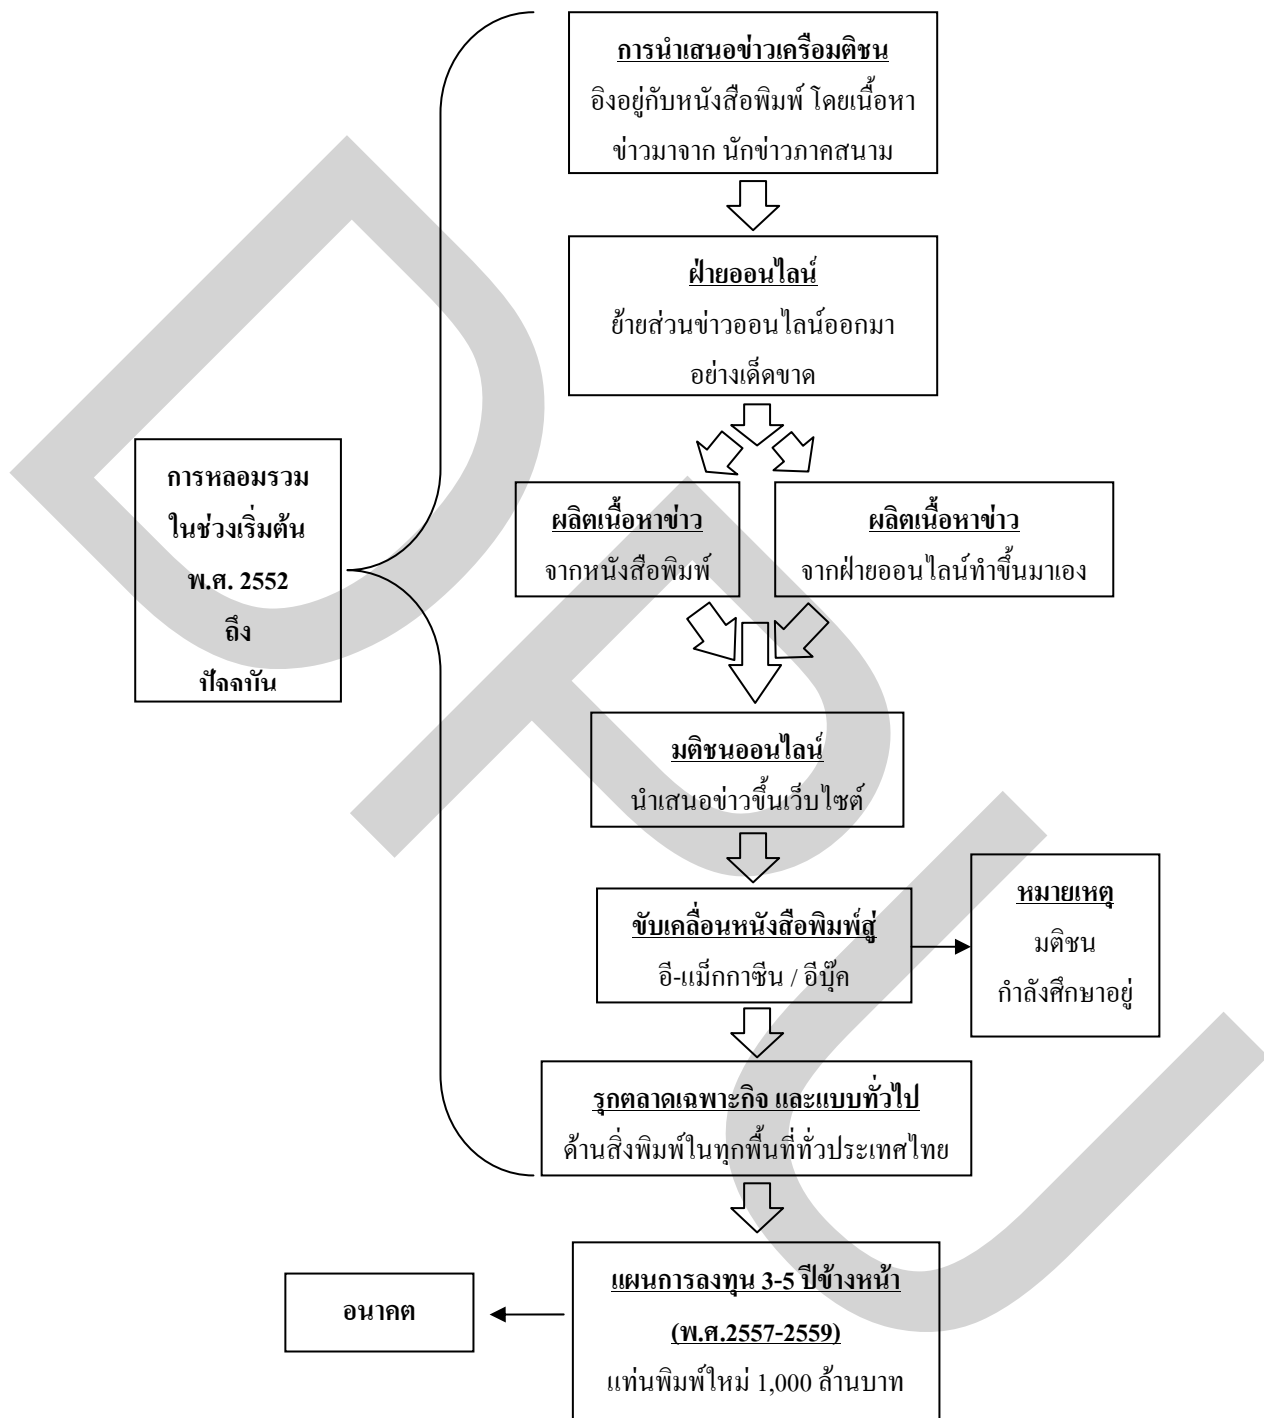 การนำเสนอข่าวเครือมติชน
อิงอยู่กับหนังสือพิมพ์ โดยเนื้อหา
ข่าวมาจาก นักข่าวภาคสนาม
ฝ่ายออนไลน์
ย้ายส่วนข่าวออนไลน์ออกมา
อย่างเด็ดขาด
การหลอมรวม
ในช่วงเริ่มต้น
พ.ศ. 2552
ถึง
ปัจจุบัน
ผลิตเนื้อหาข่าว
จากหนังสือพิมพ์
ผลิตเนื้อหาข่าว
จากฝ่ายออนไลน์ทำขึ้นมาเอง
มติชนออนไลน์
นำเสนอข่าวขึ้นเว็บไซต์
ขับเคลื่อนหนังสือพิมพ์สู่
อี-แม็กกาซีน / อีบุ๊ค
หมายเหตุ
มติชน
กำลังศึกษาอยู่
รุกตลาดเฉพาะกิจ และแบบทั่วไป
ด้านสิ่งพิมพ์ในทุกพื้นที่ทั่วประเทศไทย
แผนการลงทุน 3-5 ปีข้างหน้า
(พ.ศ.2557-2559)
แท่นพิมพ์ใหม่ 1,000 ล้านบาท
อนาคต
DPU